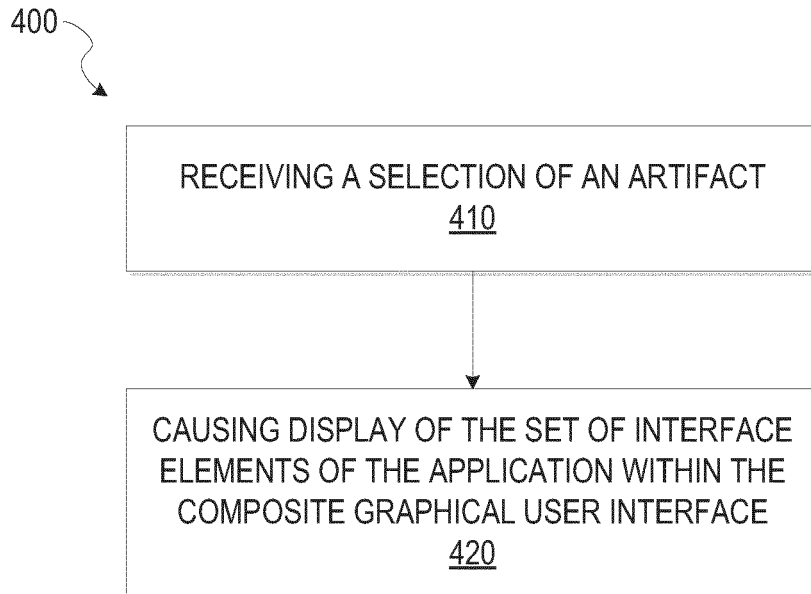 400
RECEIVING A SELECTION OF AN ARTIFACT
410
CAUSING DISPLAY OF THE SET OF INTERFACE
ELEMENTS OF THE APPLICATION WITHIN THE
COMPOSITE GRAPHICAL USER INTERFACE
420